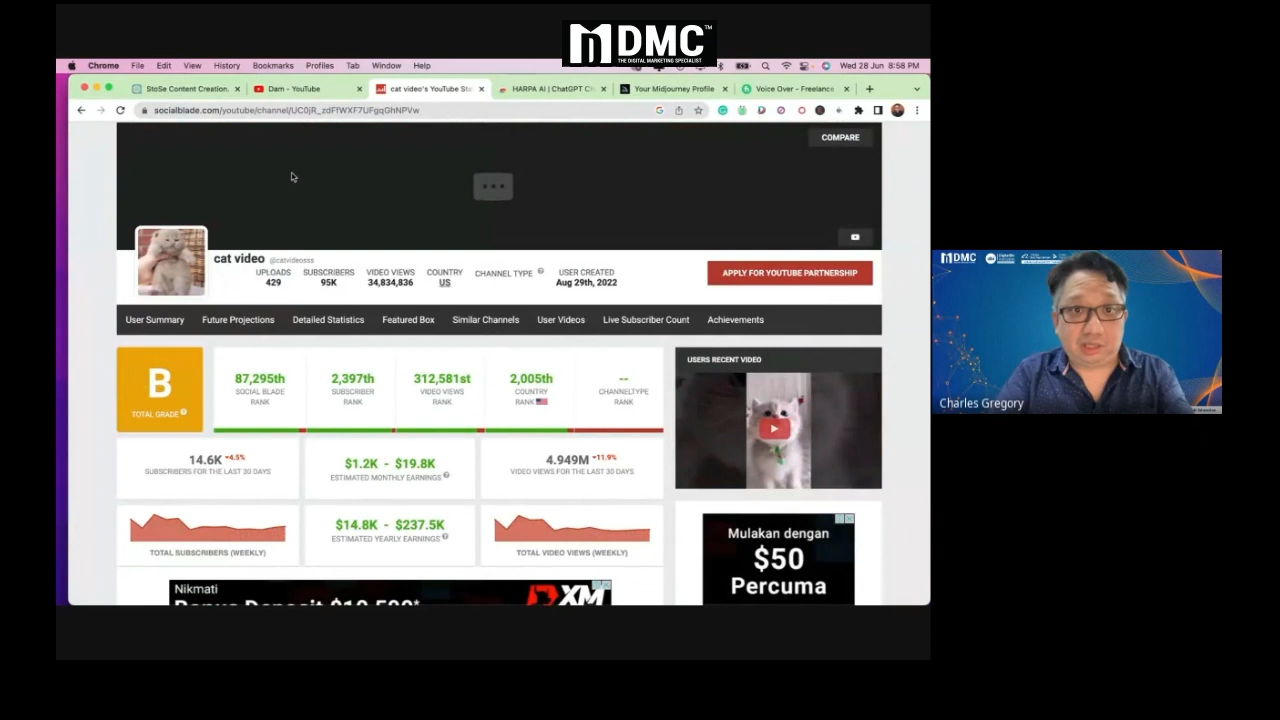 DMC™
THE DIGITAL MARKETING SPECIALIST
Chrome File Edit View History Bookmarks Profiles Tab Window Help
Wed 28 Jun 8:58 PM
StoSe Content Creation.
Dam - YouTube
cat video's YouTube Sta
HARPA AI | ChatGPT Ch
Your Midjourney Profile
Voice Over - Freelance
socialblade.com/youtube/channel/UC0jR_zdFfWXF7UFgqGhNPVw
COMPARE
cat video @catvideosss
UPLOADS
429
SUBSCRIBERS
95K
VIDEO VIEWS
34,834,836
COUNTRY
US
CHANNEL TYPE
USER CREATED
Aug 29th, 2022
APPLY FOR YOUTUBE PARTNERSHIP
User Summary Future Projections Detailed Statistics Featured Box Similar Channels User Videos Live Subscriber Count Achievements
B
TOTAL GRADE
87,295th
SOCIAL BLADE
RANK
2,397th
SUBSCRIBER
RANK
312,581st
VIDEO VIEWS
RANK
2,005th
COUNTRY
RANK
--
CHANNELTYPE
RANK
USERS RECENT VIDEO
14.6K -4.5%
SUBSCRIBERS FOR THE LAST 30 DAYS
$1.2K - $19.8K
ESTIMATED MONTHLY EARNINGS
4.949M -11.9%
VIDEO VIEWS FOR THE LAST 30 DAYS
TOTAL SUBSCRIBERS (WEEKLY)
$14.8K - $237.5K
ESTIMATED YEARLY EARNINGS
TOTAL VIDEO VIEWS (WEEKLY)
Mulakan dengan
$50
Percuma
Nikmati
Bonus Deposit $10,500*
XM
DMC
Charles Gregory